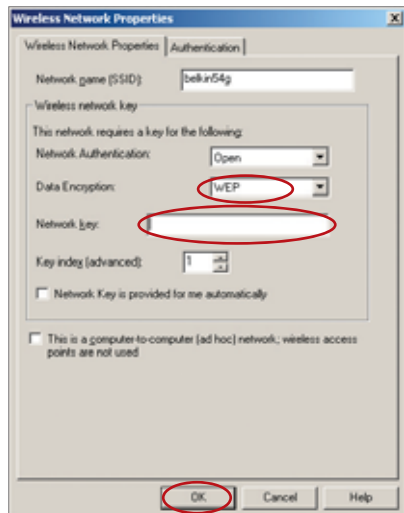 Wireless Network Properties
Wireless Network Properties Authentication
Network name (SSID): belkin54g
Wireless network key
This network requires a key for the following:
Network Authentication: Open
Data Encryption: WEP
Network key:
Key index (advanced): 1
Network Key is provided for me automatically
This is a computer-to-computer (ad hoc) network; wireless access
points are not used
OK Cancel Help